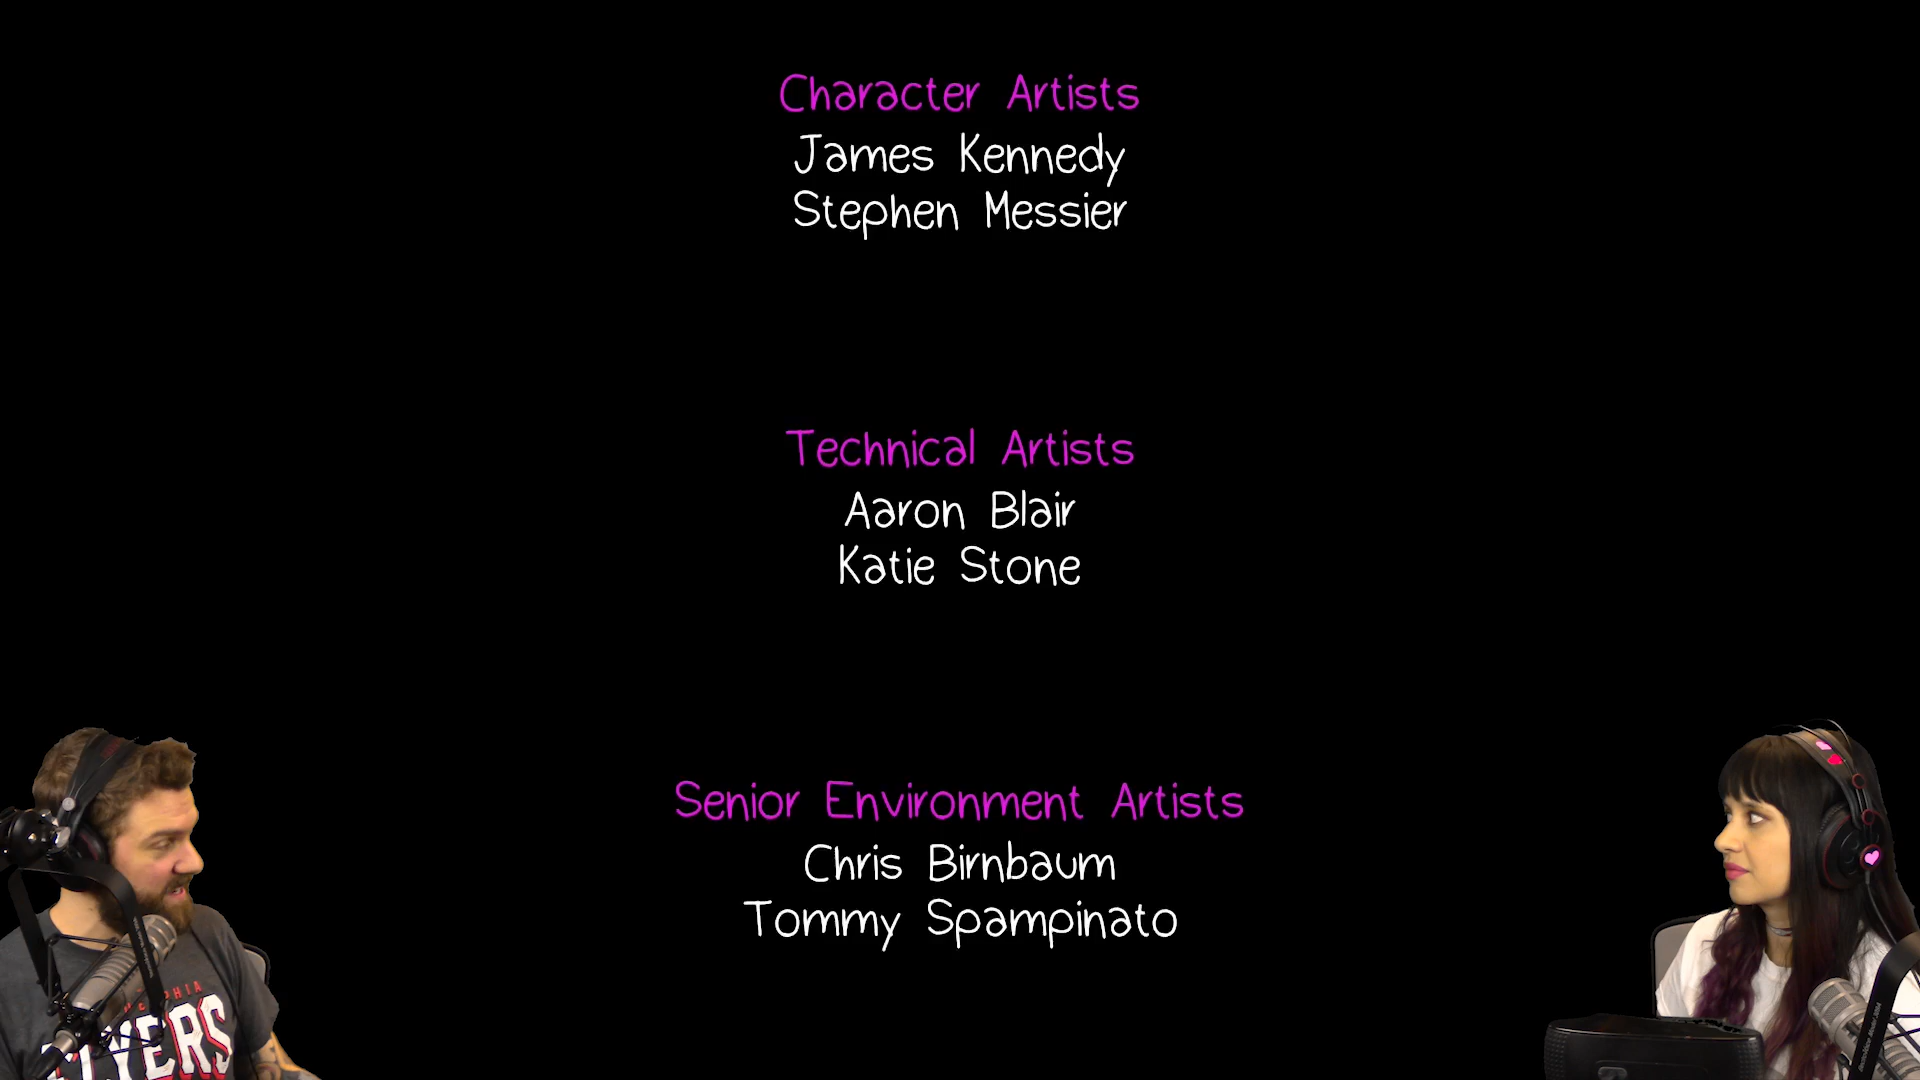 Character Artists
James Kennedy
Stephen Messier
Technical Artists
Aaron Blair
Katie Stone
Senior Environment Artists
Chris Birnbaum
Tommy Spampinato